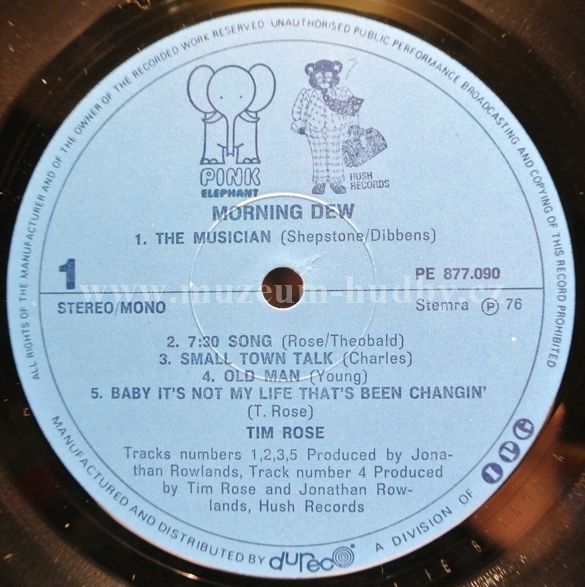 ALL RIGHTS OF THE MANUFACTURER AND OF THE OWNER OF THE RECORDED WORK RESERVED UNAUTHORISED PUBLIC PERFORMANCE BROADCASTING AND COPYING OF THIS RECORD PROHIBITED
PINK
ELEPHANT
HUSH
RECORDS
MORNING DEW
1. THE MUSICIAN (Shepstone/Dibbens)
1
PE 877.090
STEREO/MONO
Stemra Ⓟ 76
www.muzeum-hudby.cz
2. 7:30 SONG (Rose/Theobald)
3. SMALL TOWN TALK (Charles)
4. OLD MAN (Young)
5. BABY IT'S NOT MY LIFE THAT'S BEEN CHANGIN'
(T. Rose)
TIM ROSE
Tracks numbers 1,2,3,5 Produced by Jona-
than Rowlands, Track number 4 Produced
by Tim Rose and Jonathan Row-
lands, Hush Records
MANUFACTURED AND DISTRIBUTED BY dureco A DIVISION OF